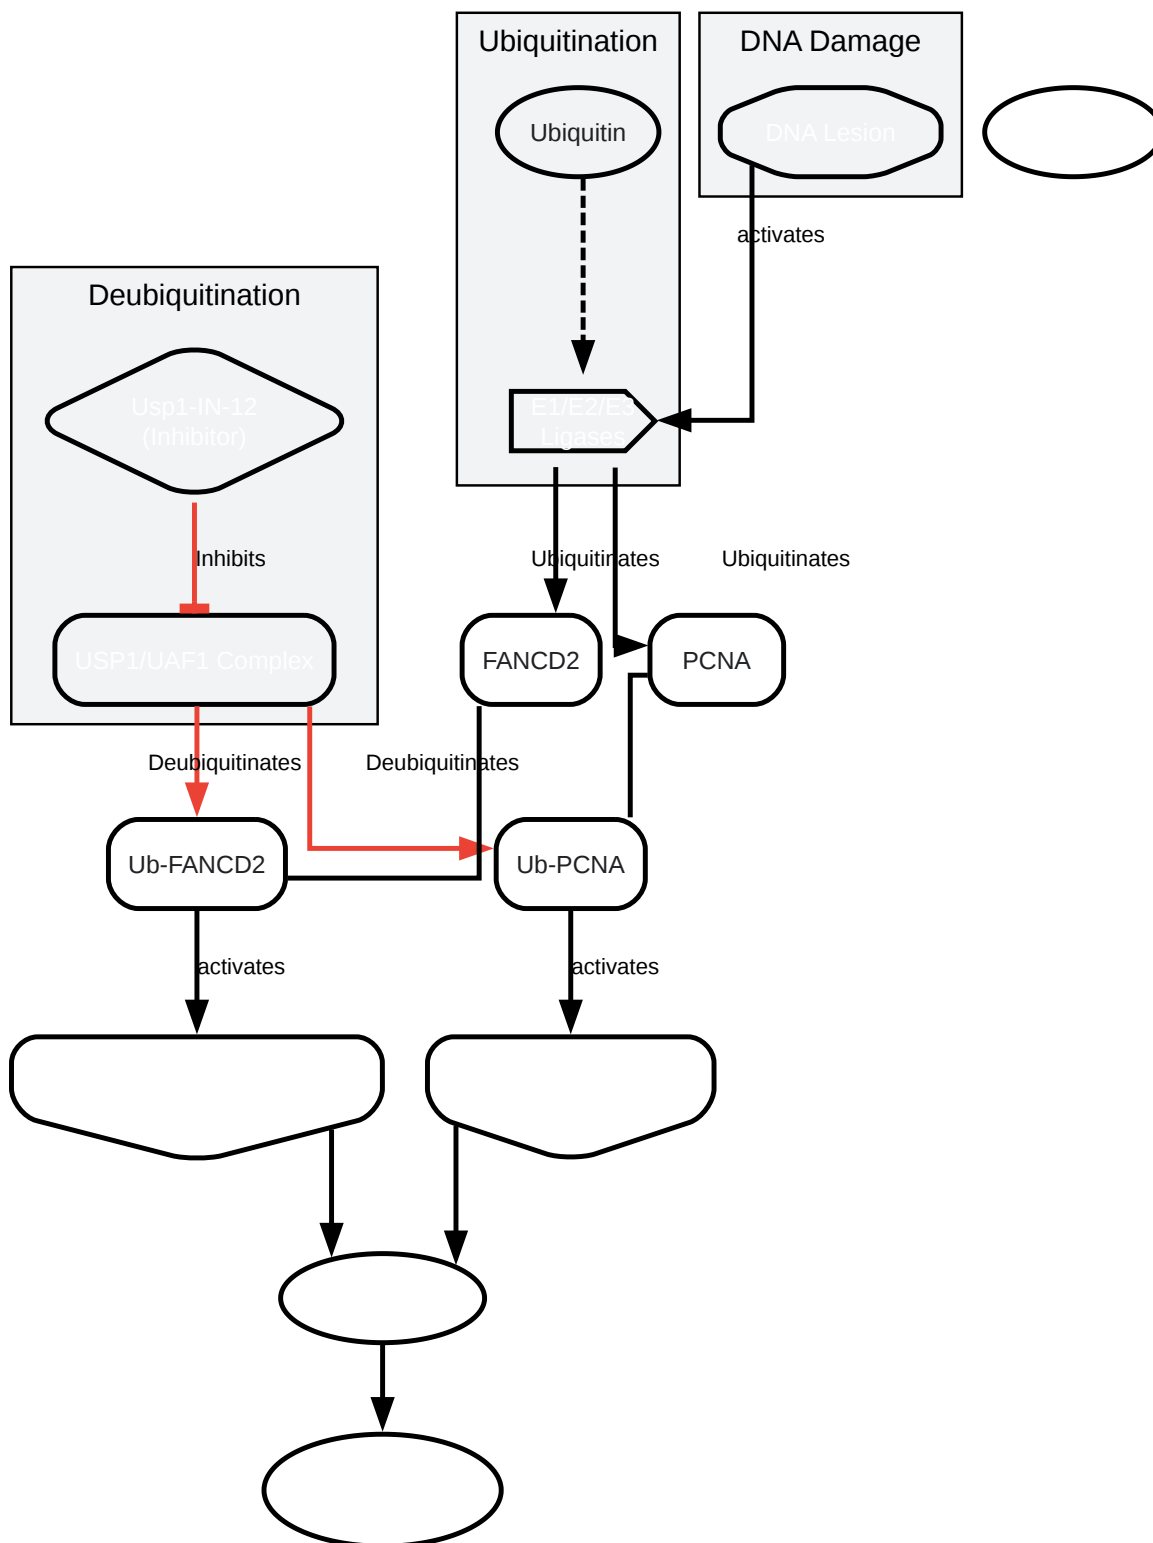 Ubiquitination
DNA Damage
Ubiquitin
DNA Lesion
activates
Deubiquitination
Usp1-IN-12
(Inhibitor)
E1/E2/E3
Ligases
Inhibits
Ubiquitinates
Ubiquitinates
USP1/UAF1 Complex
FANCD2
PCNA
Deubiquitinates
Deubiquitinates
Ub-FANCD2
Ub-PCNA
activates
activates